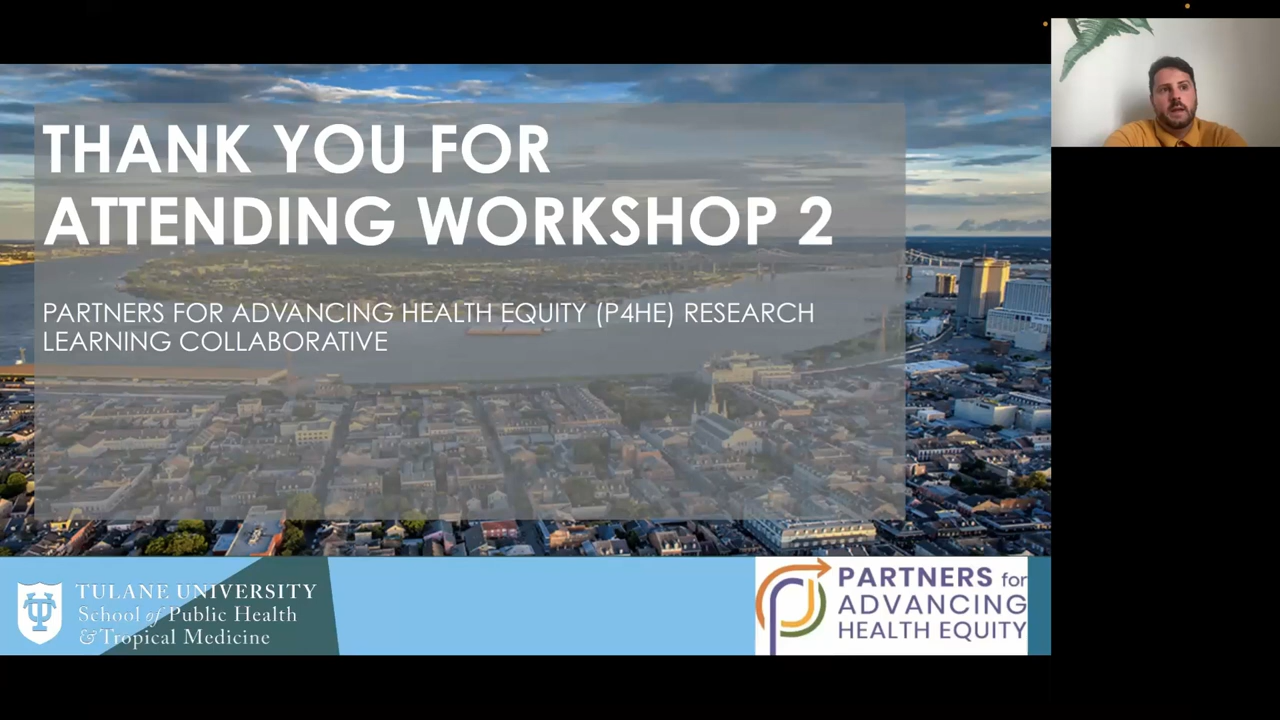 THANK YOU FOR
ATTENDING WORKSHOP 2
PARTNERS FOR ADVANCING HEALTH EQUITY (P4HE) RESEARCH
LEARNING COLLABORATIVE
TULANE UNIVERSITY
School of Public Health
& Tropical Medicine
PARTNERS for
ADVANCING
HEALTH EQUITY